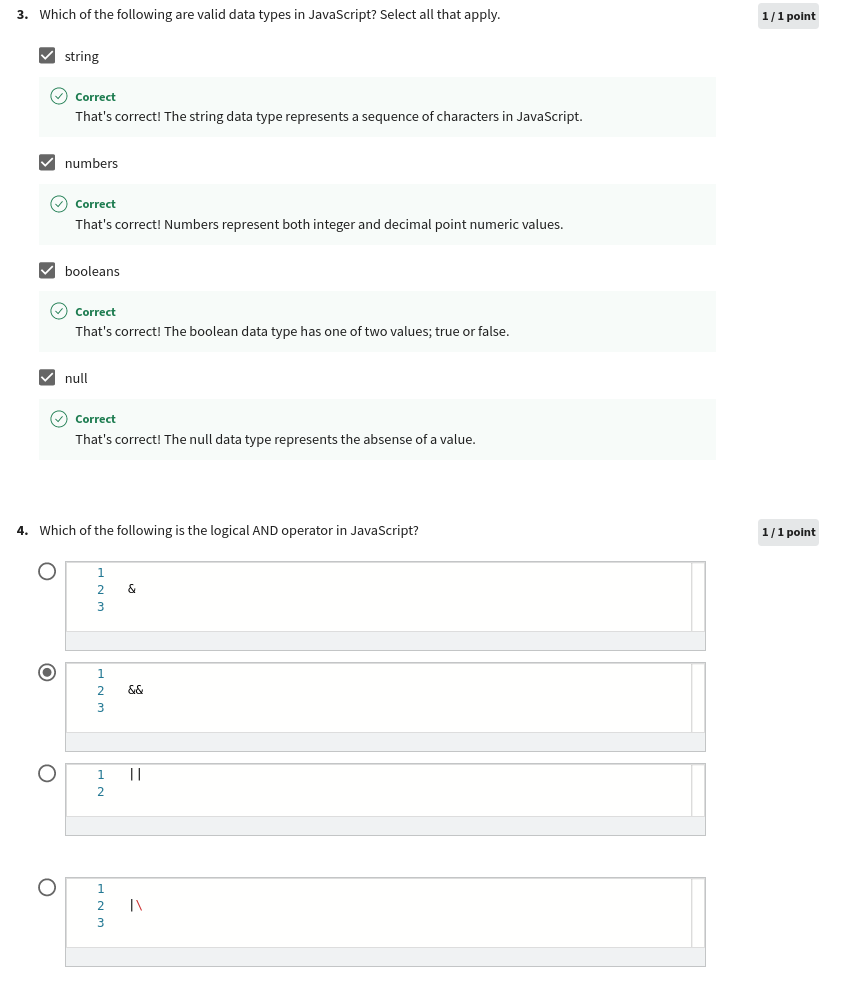 3. Which of the following are valid data types in JavaScript? Select all that apply.
1 / 1 point
string
Correct
That's correct! The string data type represents a sequence of characters in JavaScript.
numbers
Correct
That's correct! Numbers represent both integer and decimal point numeric values.
booleans
Correct
That's correct! The boolean data type has one of two values; true or false.
null
Correct
That's correct! The null data type represents the absense of a value.
4. Which of the following is the logical AND operator in JavaScript?
1 / 1 point
1
2 &
3
1
2 &&
3
1 ||
2
1
2 |\
3